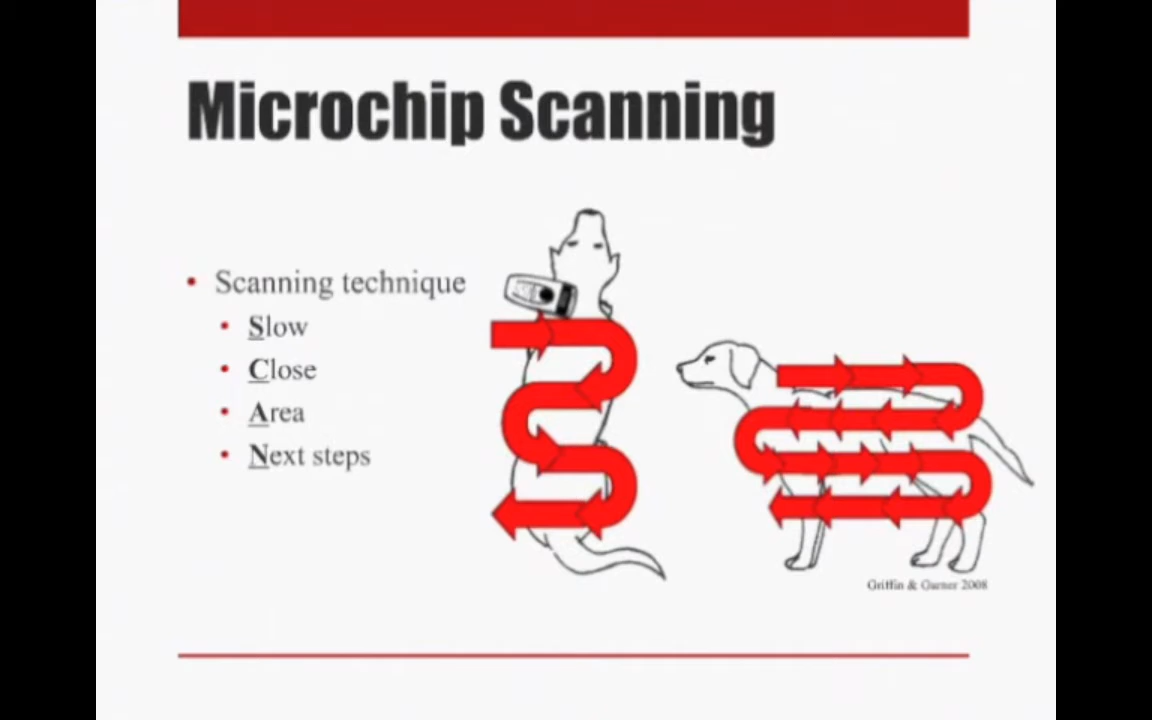 Microchip Scanning
Scanning technique
Slow
Close
Area
Next steps
Griffin & Garner 2008